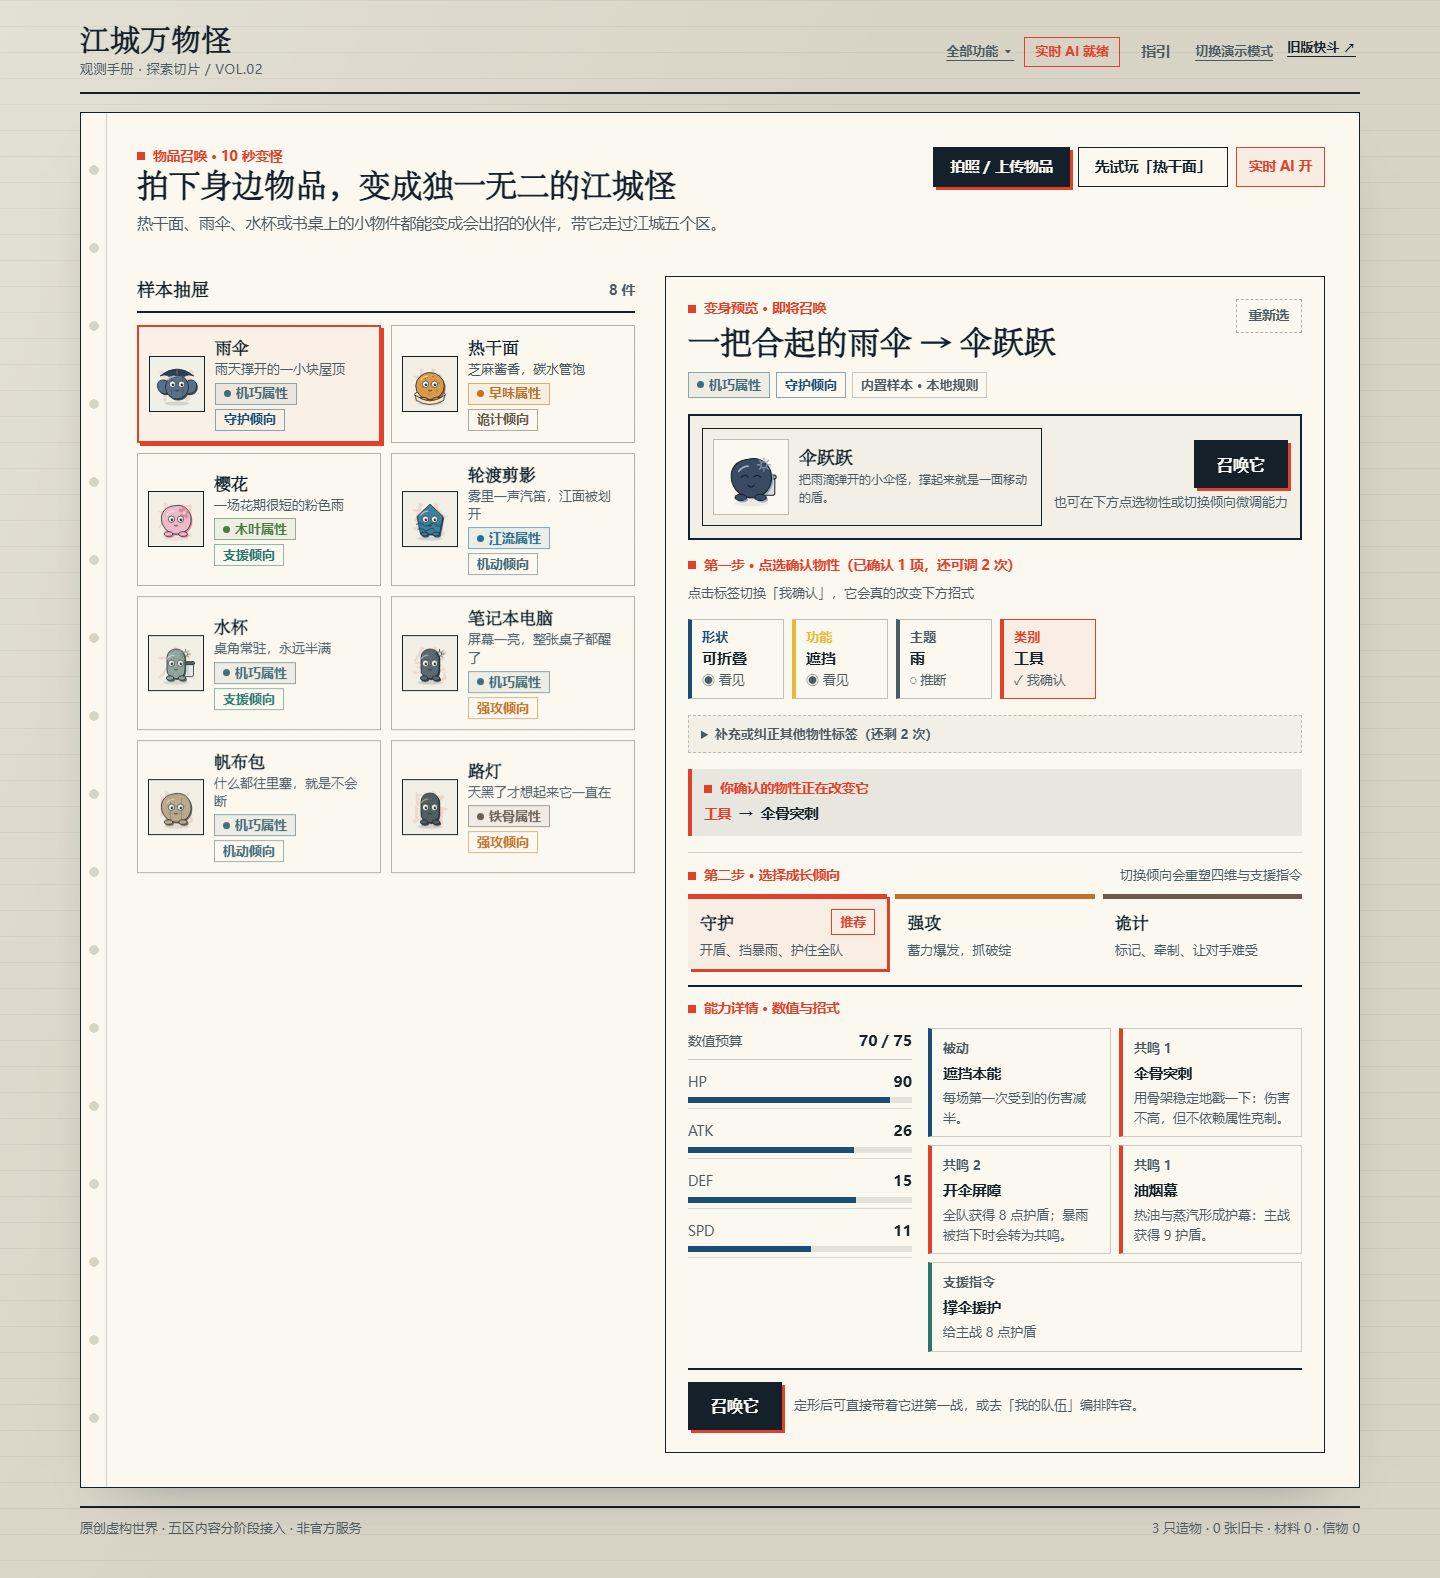 江城万物怪
观测手册 · 探索切片 / VOL.02
全部功能
实时 AI 就绪
指引
切换演示模式
旧版快斗 ↗
物品召唤 • 10 秒变怪
拍下身边物品，变成独一无二的江城怪
热干面、雨伞、水杯或书桌上的小物件都能变成会出招的伙伴，带它走过江城五个区。
拍照 / 上传物品
先试玩「热干面」
实时 AI 开
样本抽屉
8 件
雨伞
雨天撑开的一小块屋顶
机巧属性
守护倾向
热干面
芝麻酱香，碳水管饱
早味属性
诡计倾向
樱花
一场花期很短的粉色雨
木叶属性
支援倾向
轮渡剪影
雾里一声汽笛，江面被划
开
江流属性
机动倾向
水杯
桌角常驻，永远半满
机巧属性
支援倾向
笔记本电脑
屏幕一亮，整张桌子都醒
了
机巧属性
强攻倾向
帆布包
什么都往里塞，就是不会
断
机巧属性
机动倾向
路灯
天黑了才想起来它一直在
铁骨属性
强攻倾向
变身预览 • 即将召唤
重新选
一把合起的雨伞 → 伞跃跃
机巧属性
守护倾向
内置样本 • 本地规则
伞跃跃
把雨滴弹开的小伞怪，撑起来就是一面移动
的盾。
召唤它
也可在下方点选物性或切换倾向微调能力
第一步 • 点选确认物性（已确认 1 项，还可调 2 次）
点击标签切换「我确认」，它会真的改变下方招式
形状
可折叠
◉ 看见
功能
遮挡
◉ 看见
主题
雨
○ 推断
类别
工具
✓ 我确认
▶ 补充或纠正其他物性标签（还剩 2 次）
你确认的物性正在改变它
工具 → 伞骨突刺
第二步 • 选择成长倾向
切换倾向会重塑四维与支援指令
守护
推荐
开盾、挡暴雨、护住全队
强攻
蓄力爆发，抓破绽
诡计
标记、牵制、让对手难受
能力详情 • 数值与招式
数值预算
70 / 75
HP
90
ATK
26
DEF
15
SPD
11
被动
遮挡本能
每场第一次受到的伤害减
半。
共鸣 1
伞骨突刺
用骨架稳定地戳一下：伤害
不高，但不依赖属性克制。
共鸣 2
开伞屏障
全队获得 8 点护盾；暴雨
被挡下时会转为共鸣。
共鸣 1
油烟幕
热油与蒸汽形成护幕：主战
获得 9 护盾。
支援指令
撑伞援护
给主战 8 点护盾
召唤它
定形后可直接带着它进第一战，或去「我的队伍」编排阵容。
原创虚构世界 · 五区内容分阶段接入 · 非官方服务
3 只造物 · 0 张旧卡 · 材料 0 · 信物 0